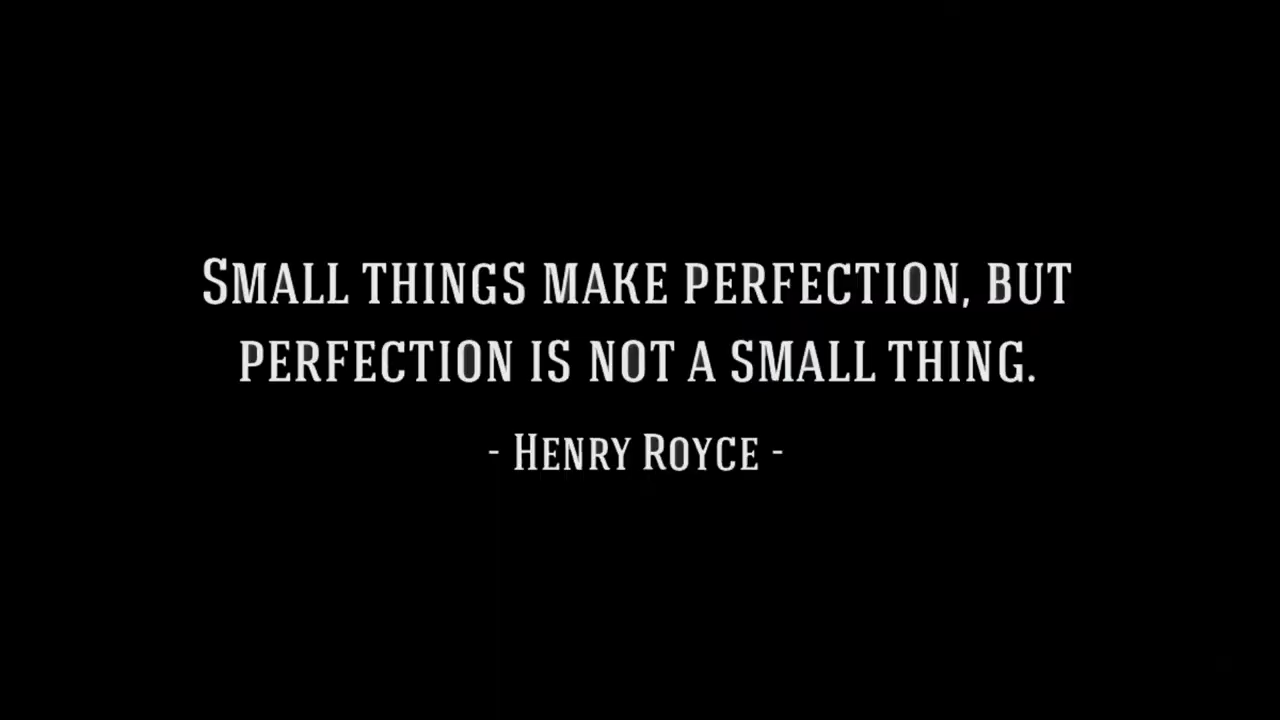 Small things make perfection, but
perfection is not a small thing.
- Henry Royce -